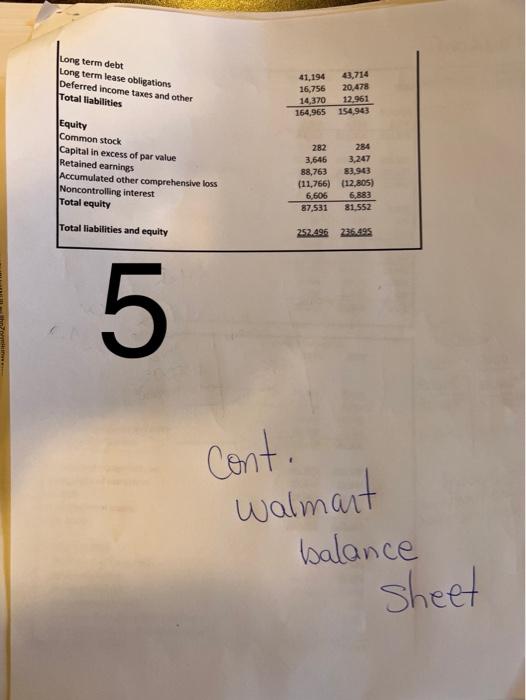 Long term debt 41,194 43,714
Long term lease obligations 16,756 20,478
Deferred income taxes and other 14,370 12,961
Total liabilities 164,965 154,943
Equity
Common stock 282 284
Capital in excess of par value 3,646 3,247
Retained earnings 88,763 83,943
Accumulated other comprehensive loss (11,766) (12,805)
Noncontrolling interest 6,606 6,883
Total equity 87,531 81,552
Total liabilities and equity 252,496 236,495
5
Cont.
walmart
balance
sheet